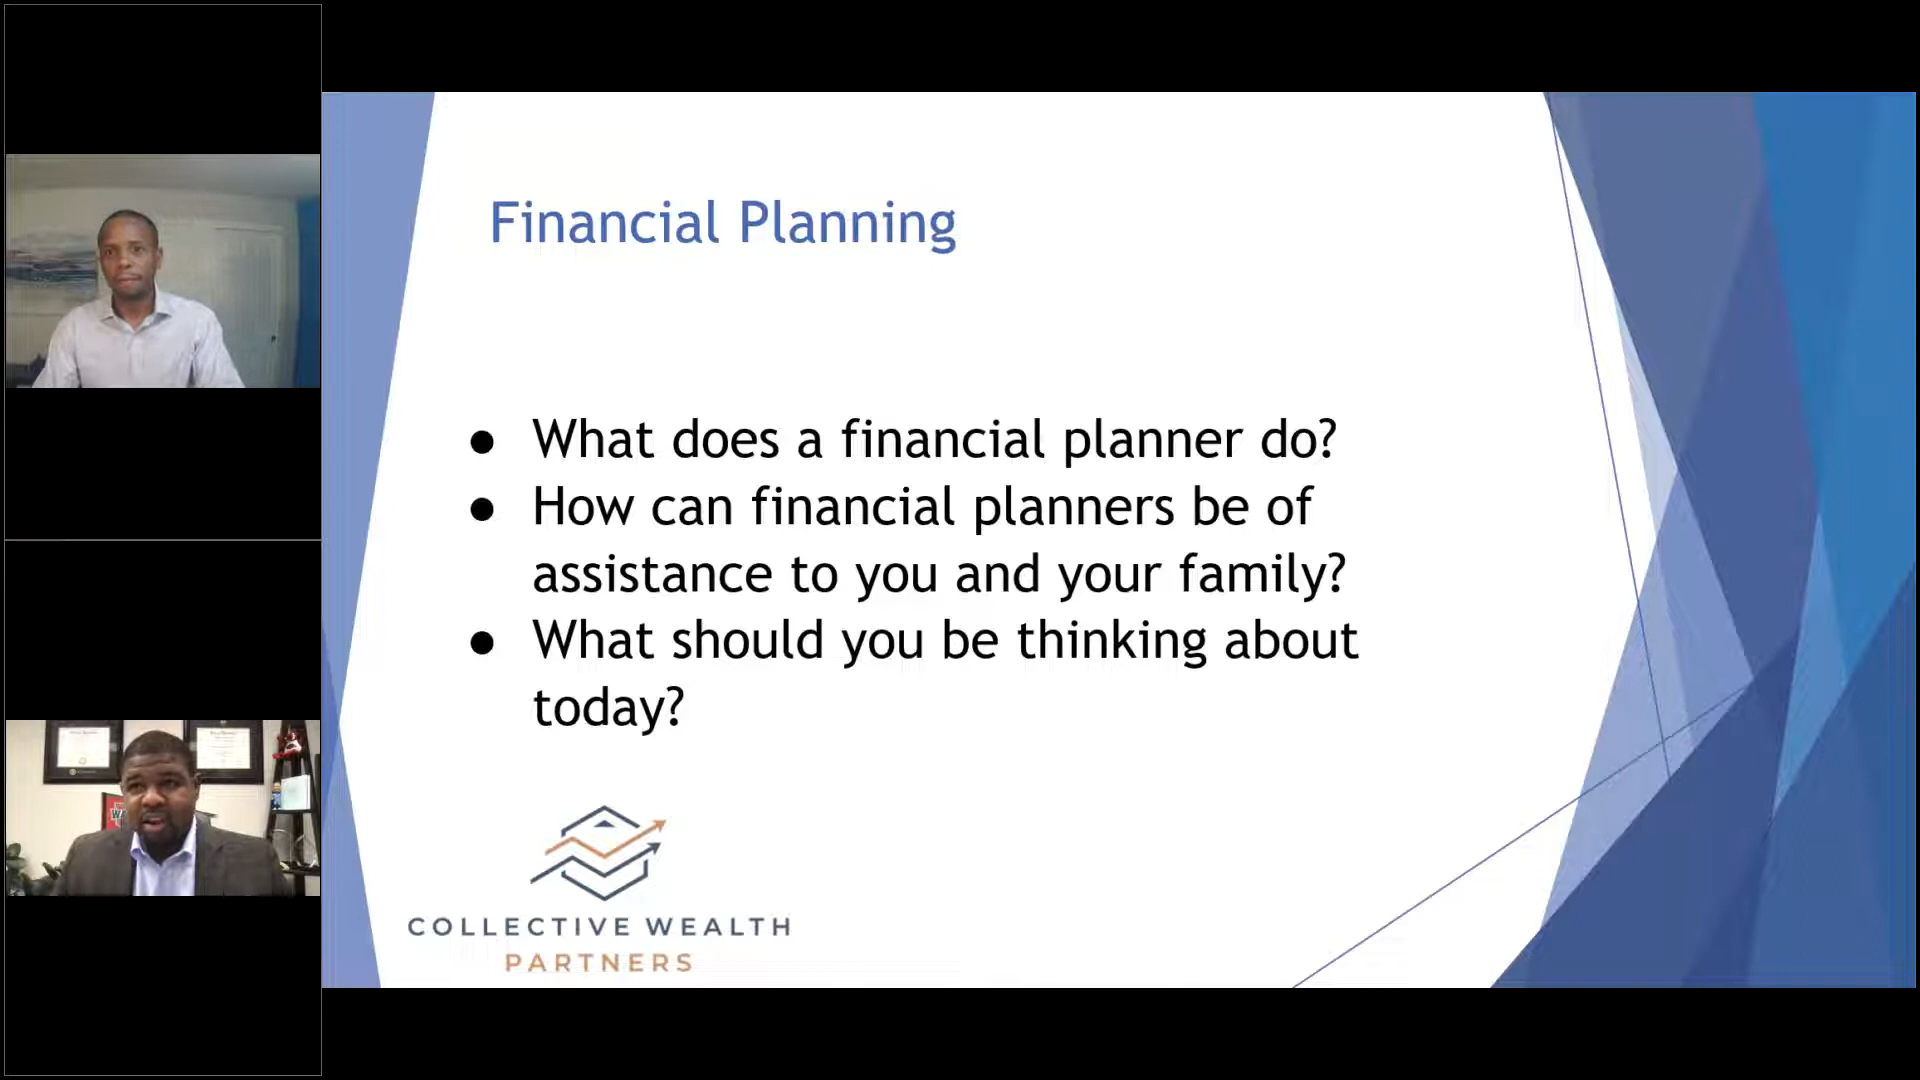 Financial Planning
● What does a financial planner do?
● How can financial planners be of
assistance to you and your family?
● What should you be thinking about
today?
COLLECTIVE WEALTH
PARTNERS